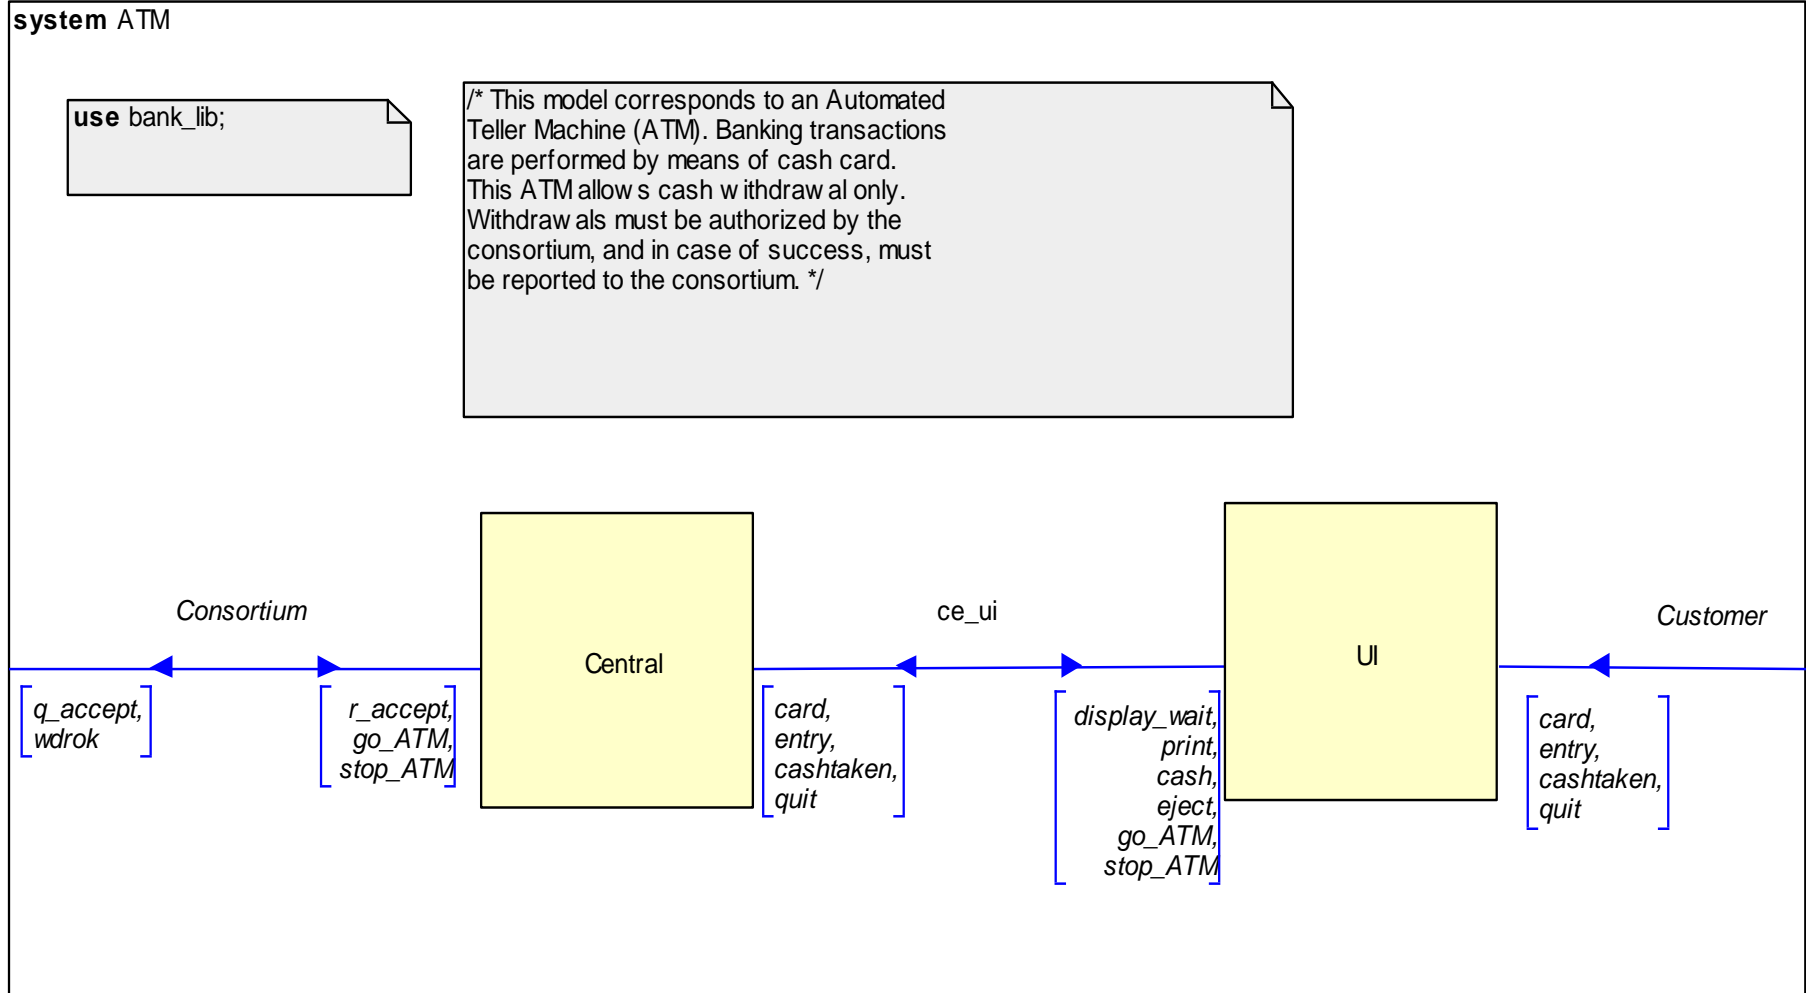 system ATM
use bank_lib;
/* This model corresponds to an Automated
Teller Machine (ATM). Banking transactions
are performed by means of cash card.
This ATM allows cash withdrawal only.
Withdrawals must be authorized by the
consortium, and in case of success, must
be reported to the consortium. */
Consortium
q_accept,
wdrok
r_accept,
go_ATM,
stop_ATM
Central
ce_ui
card,
entry,
cashtaken,
quit
display_wait,
print,
cash,
eject,
go_ATM,
stop_ATM
UI
Customer
card,
entry,
cashtaken,
quit